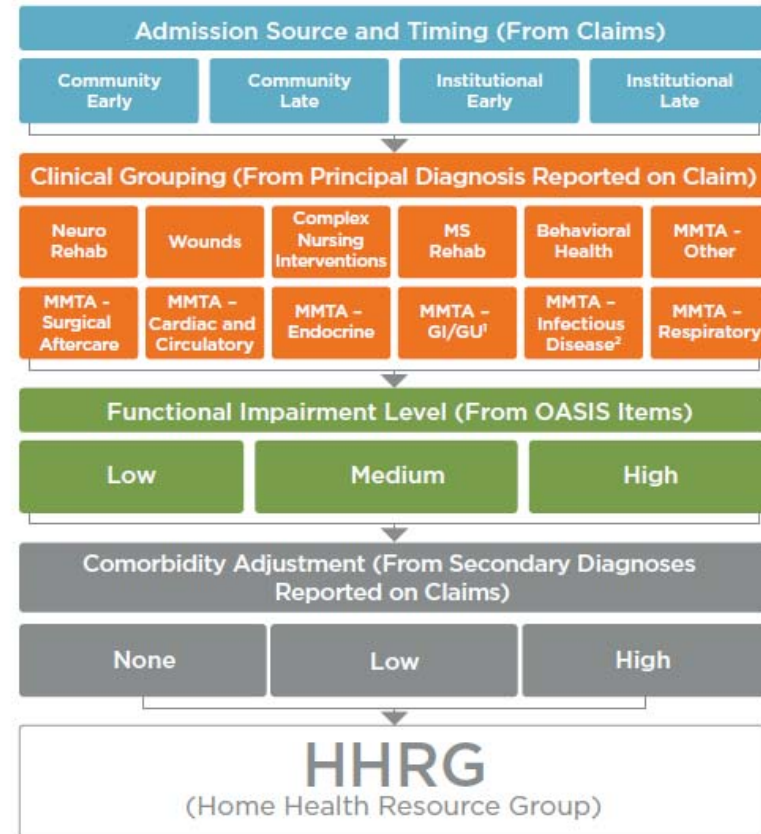 Admission Source and Timing (From Claims)
Community
Early
Community
Late
Institutional
Early
Institutional
Late
Clinical Grouping (From Principal Diagnosis Reported on Claim)
Neuro
Rehab
Wounds
Complex
Nursing
Interventions
MS
Rehab
Behavioral
Health
MMTA –
Other
MMTA -
Surgical
Aftercare
MMTA –
Cardiac and
Circulatory
MMTA –
Endocrine
MMTA –
GI/GU¹
MMTA –
Infectious
Disease²
MMTA –
Respiratory
Functional Impairment Level (From OASIS Items)
Low
Medium
High
Comorbidity Adjustment (From Secondary Diagnoses
Reported on Claims)
None
Low
High
HHRG
(Home Health Resource Group)